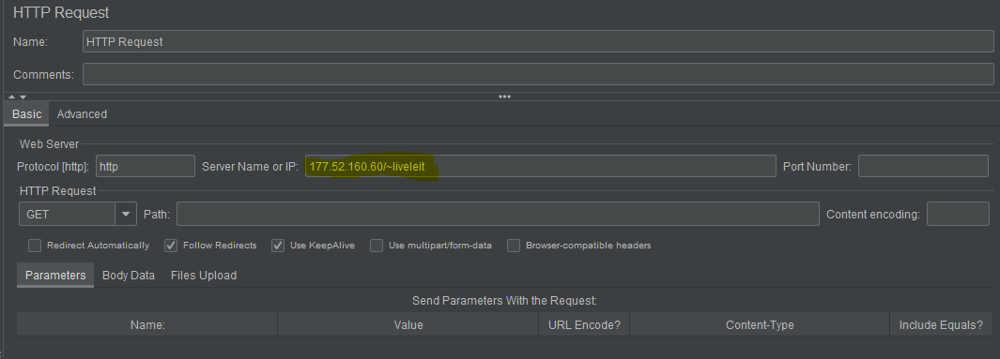 HTTP Request
Name: HTTP Request
Comments:
Basic Advanced
Web Server
Protocol [http]: http Server Name or IP: 177.52.160.60/~liveleit Port Number:
HTTP Request
GET Path: Content encoding:
Redirect Automatically Follow Redirects Use KeepAlive Use multipart/form-data Browser-compatible headers
Parameters Body Data Files Upload
Send Parameters With the Request:
Name: Value URL Encode? Content-Type Include Equals?